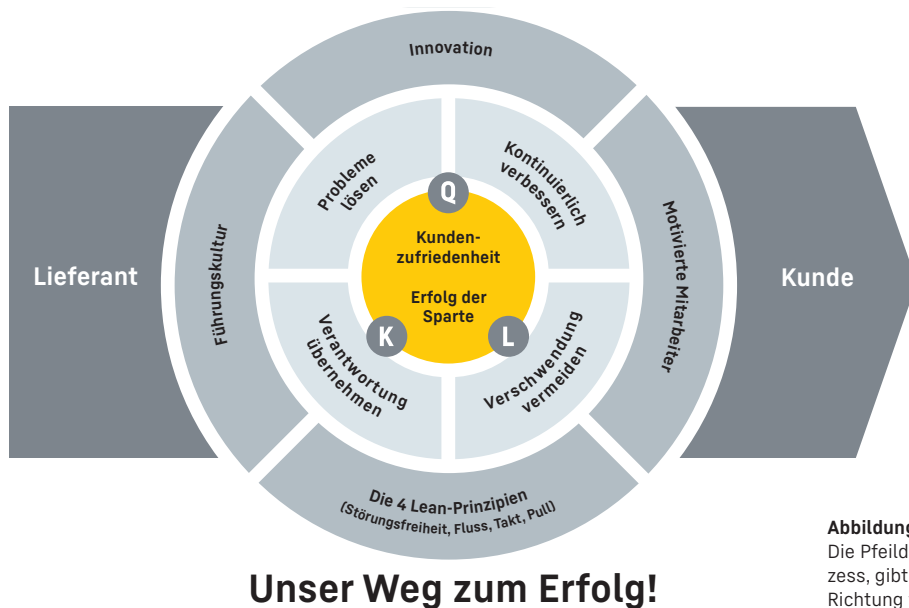 Innovation
Probleme
lösen
Kontinuierlich
verbessern
Q
Kunden-
zufriedenheit
Erfolg der
Sparte
Lieferant
Führungskultur
Motivierte Mitarbeiter
Kunde
K
L
Verantwortung
übernehmen
Verschwendung
vermeiden
Die 4 Lean-Prinzipien
(Störungsfreiheit, Fluss, Takt, Pull)
Unser Weg zum Erfolg!
Abbildung
Die Pfeild
zess, gibt
Richtung